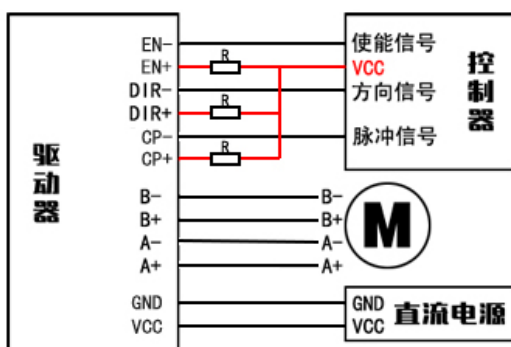 EN- 使能信号
R
EN+ VCC
DIR- 方向信号
R
DIR+
CP- 脉冲信号
R
CP+
控制器
驱动器
B- B-
B+ B+
A- A-
A+ A+
M
GND GND
VCC VCC
直流电源